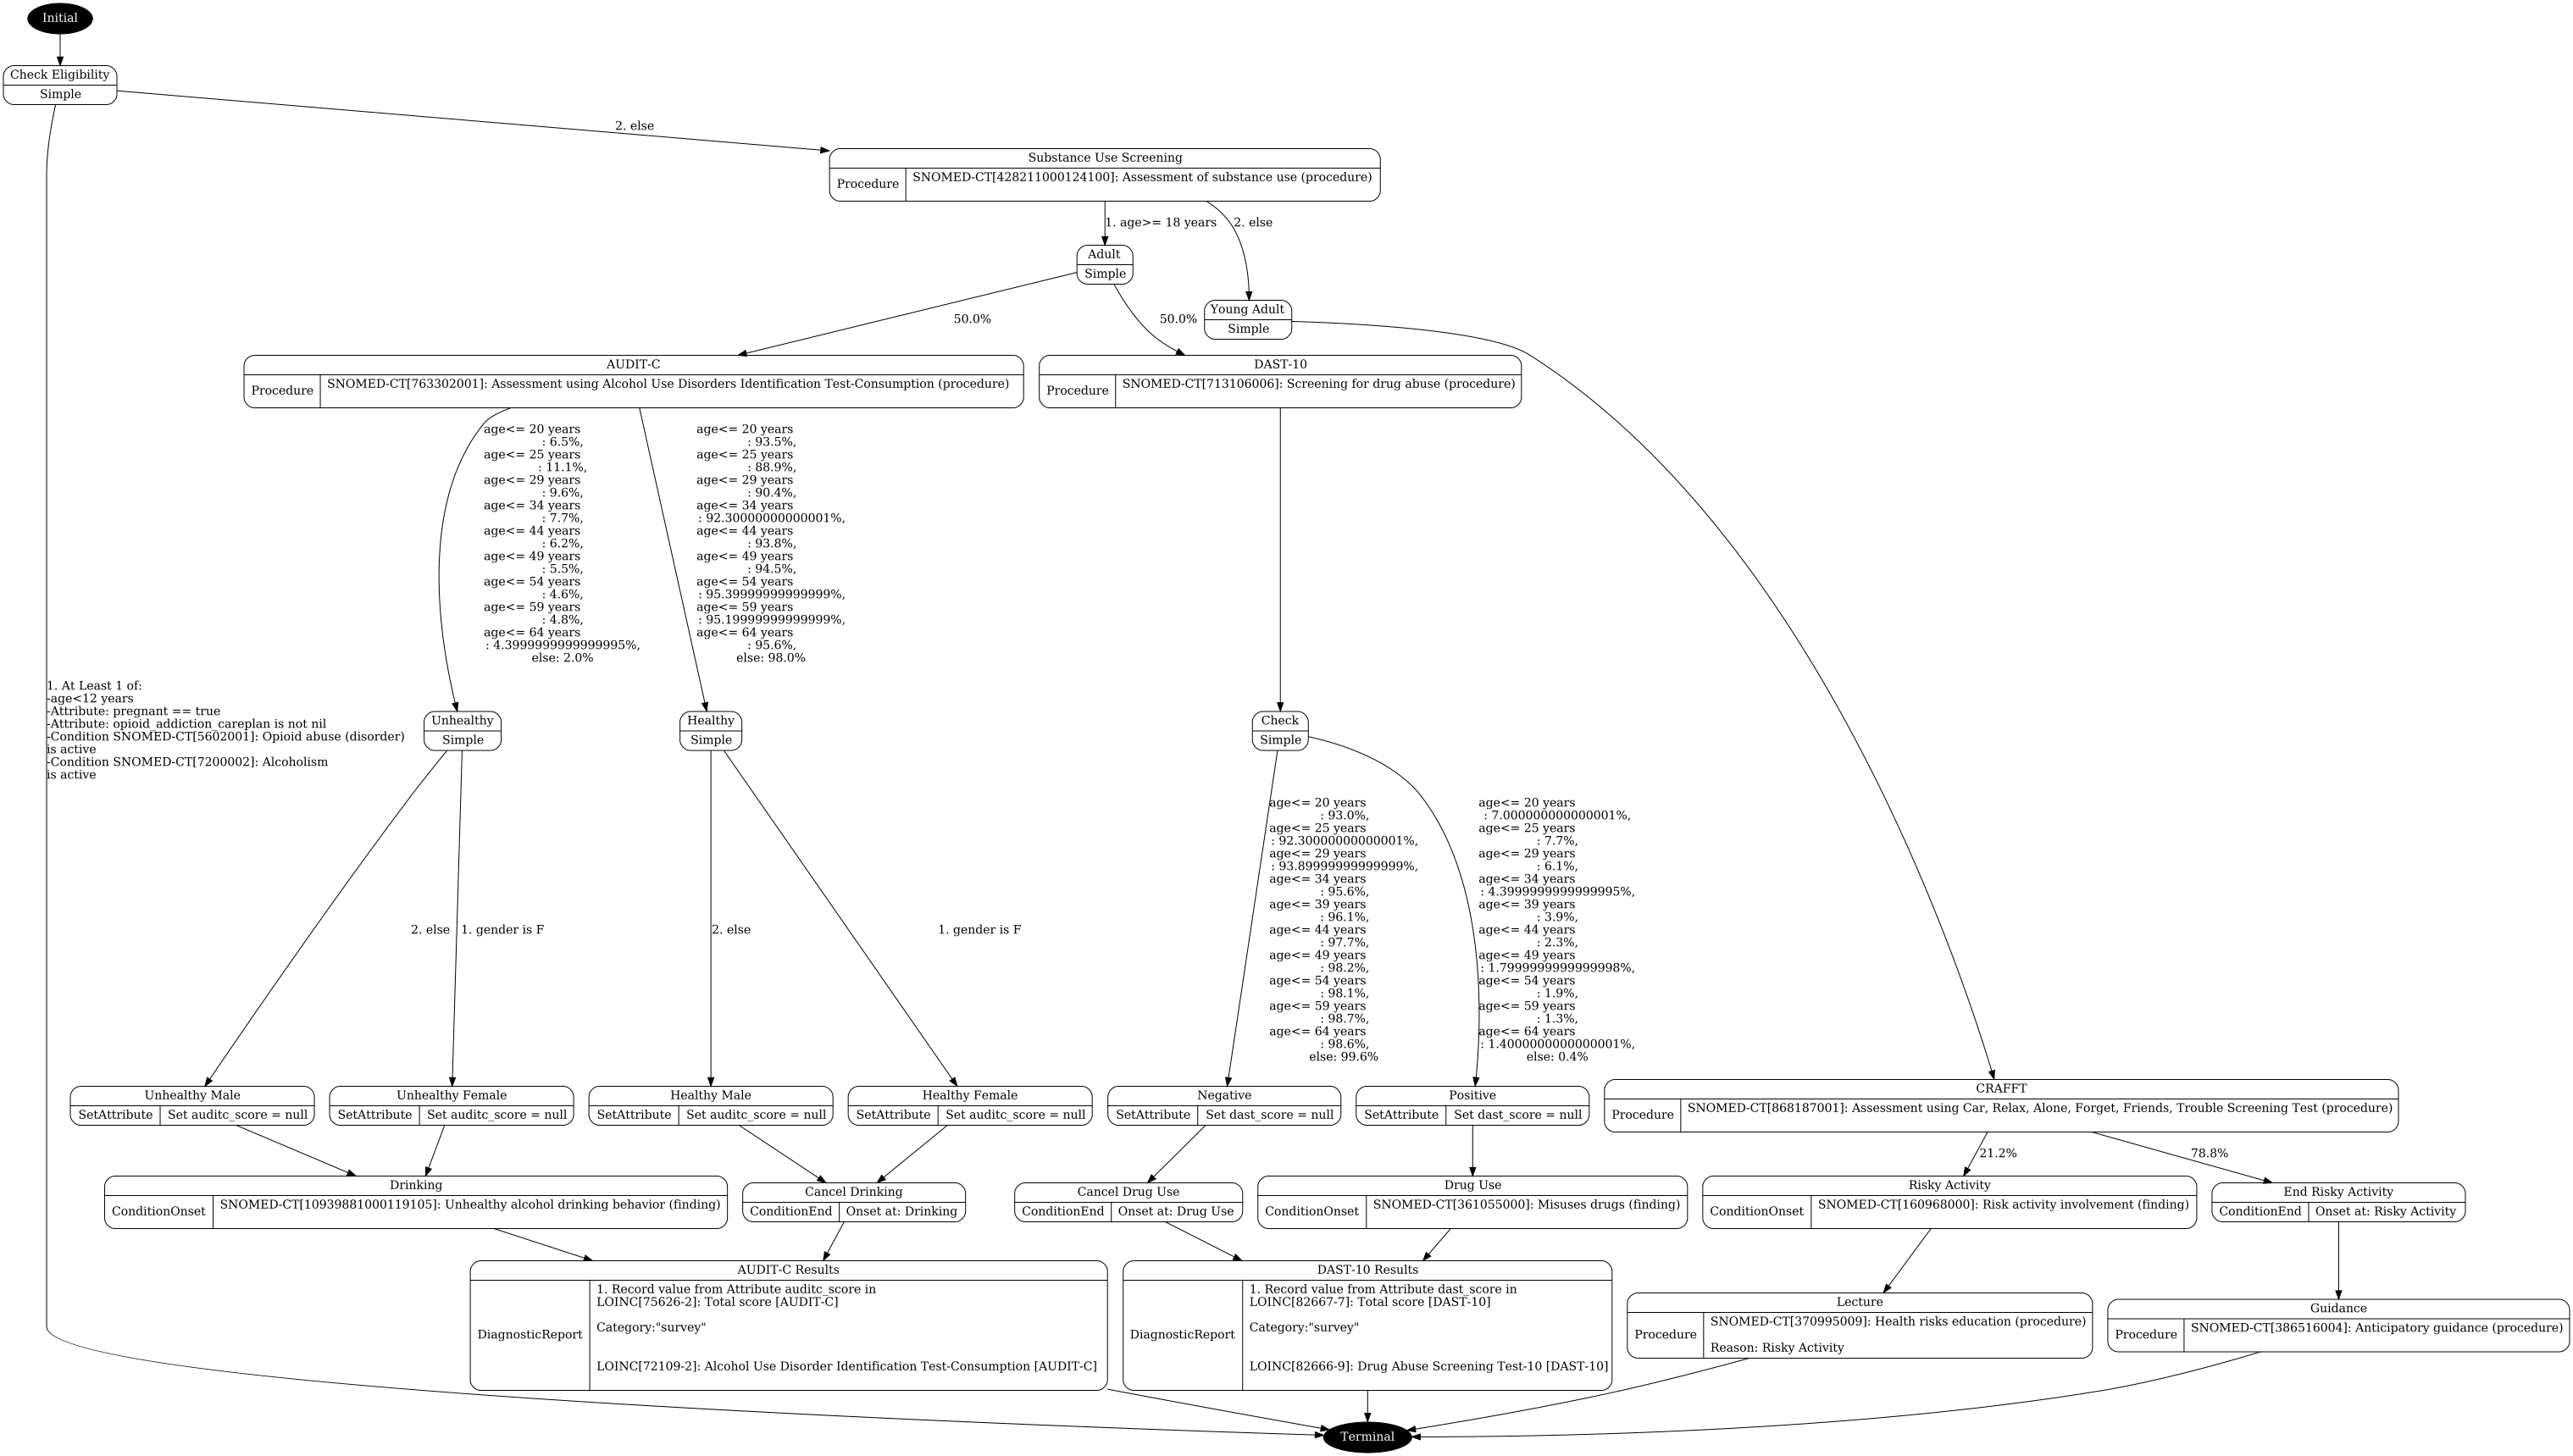 Initial
Check Eligibility
Simple
2. else
Substance Use Screening
Procedure
SNOMED-CT[428211000124100]: Assessment of substance use (procedure)
1. age>= 18 years
2. else
Adult
Simple
Young Adult
Simple
50.0%
50.0%
AUDIT-C
Procedure
SNOMED-CT[763302001]: Assessment using Alcohol Use Disorders Identification Test-Consumption (procedure)
DAST-10
Procedure
SNOMED-CT[713106006]: Screening for drug abuse (procedure)
age<= 20 years
: 6.5%,
age<= 25 years
: 11.1%,
age<= 29 years
: 9.6%,
age<= 34 years
: 7.7%,
age<= 44 years
: 6.2%,
age<= 49 years
: 5.5%,
age<= 54 years
: 4.6%,
age<= 59 years
: 4.8%,
age<= 64 years
: 4.3999999999999995%,
else: 2.0%
age<= 20 years
: 93.5%,
age<= 25 years
: 88.9%,
age<= 29 years
: 90.4%,
age<= 34 years
: 92.30000000000001%,
age<= 44 years
: 93.8%,
age<= 49 years
: 94.5%,
age<= 54 years
: 95.39999999999999%,
age<= 59 years
: 95.19999999999999%,
age<= 64 years
: 95.6%,
else: 98.0%
1. At Least 1 of:
-age<12 years
-Attribute: pregnant == true
-Attribute: opioid_addiction_careplan is not nil
-Condition SNOMED-CT[5602001]: Opioid abuse (disorder)
is active
-Condition SNOMED-CT[7200002]: Alcoholism
is active
Unhealthy
Simple
Healthy
Simple
Check
Simple
2. else
1. gender is F
2. else
1. gender is F
age<= 20 years
: 93.0%,
age<= 25 years
: 92.30000000000001%,
age<= 29 years
: 93.89999999999999%,
age<= 34 years
: 95.6%,
age<= 39 years
: 96.1%,
age<= 44 years
: 97.7%,
age<= 49 years
: 98.2%,
age<= 54 years
: 98.1%,
age<= 59 years
: 98.7%,
age<= 64 years
: 98.6%,
else: 99.6%
age<= 20 years
: 7.000000000000001%,
age<= 25 years
: 7.7%,
age<= 29 years
: 6.1%,
age<= 34 years
: 4.3999999999999995%,
age<= 39 years
: 3.9%,
age<= 44 years
: 2.3%,
age<= 49 years
: 1.7999999999999998%,
age<= 54 years
: 1.9%,
age<= 59 years
: 1.3%,
age<= 64 years
: 1.4000000000000001%,
else: 0.4%
Unhealthy Male
SetAttribute
Set auditc_score = null
Unhealthy Female
SetAttribute
Set auditc_score = null
Healthy Male
SetAttribute
Set auditc_score = null
Healthy Female
SetAttribute
Set auditc_score = null
Negative
SetAttribute
Set dast_score = null
Positive
SetAttribute
Set dast_score = null
CRAFFT
Procedure
SNOMED-CT[868187001]: Assessment using Car, Relax, Alone, Forget, Friends, Trouble Screening Test (procedure)
21.2%
78.8%
Drinking
ConditionOnset
SNOMED-CT[10939881000119105]: Unhealthy alcohol drinking behavior (finding)
Cancel Drinking
ConditionEnd
Onset at: Drinking
Cancel Drug Use
ConditionEnd
Onset at: Drug Use
Drug Use
ConditionOnset
SNOMED-CT[361055000]: Misuses drugs (finding)
Risky Activity
ConditionOnset
SNOMED-CT[160968000]: Risk activity involvement (finding)
End Risky Activity
ConditionEnd
Onset at: Risky Activity
AUDIT-C Results
DiagnosticReport
1. Record value from Attribute auditc_score in
LOINC[75626-2]: Total score [AUDIT-C]
Category:"survey"
LOINC[72109-2]: Alcohol Use Disorder Identification Test-Consumption [AUDIT-C]
DAST-10 Results
DiagnosticReport
1. Record value from Attribute dast_score in
LOINC[82667-7]: Total score [DAST-10]
Category:"survey"
LOINC[82666-9]: Drug Abuse Screening Test-10 [DAST-10]
Lecture
Procedure
SNOMED-CT[370995009]: Health risks education (procedure)
Reason: Risky Activity
Guidance
Procedure
SNOMED-CT[386516004]: Anticipatory guidance (procedure)
Terminal